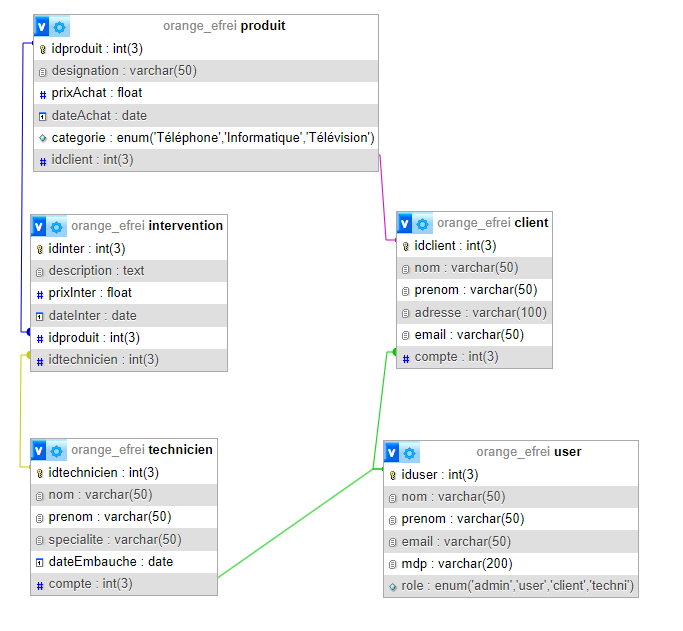 orange_efrei produit
idproduit : int(3)
designation : varchar(50)
prixAchat : float
dateAchat : date
categorie : enum('Téléphone','Informatique','Télévision')
idclient : int(3)
orange_efrei intervention
idinter : int(3)
description : text
prixInter : float
dateInter : date
idproduit : int(3)
idtechnicien : int(3)
orange_efrei client
idclient : int(3)
nom : varchar(50)
prenom : varchar(50)
adresse : varchar(100)
email : varchar(50)
compte : int(3)
orange_efrei technicien
idtechnicien : int(3)
nom : varchar(50)
prenom : varchar(50)
specialite : varchar(50)
dateEmbauche : date
compte : int(3)
orange_efrei user
iduser : int(3)
nom : varchar(50)
prenom : varchar(50)
email : varchar(50)
mdp : varchar(200)
role : enum('admin','user','client','techni')